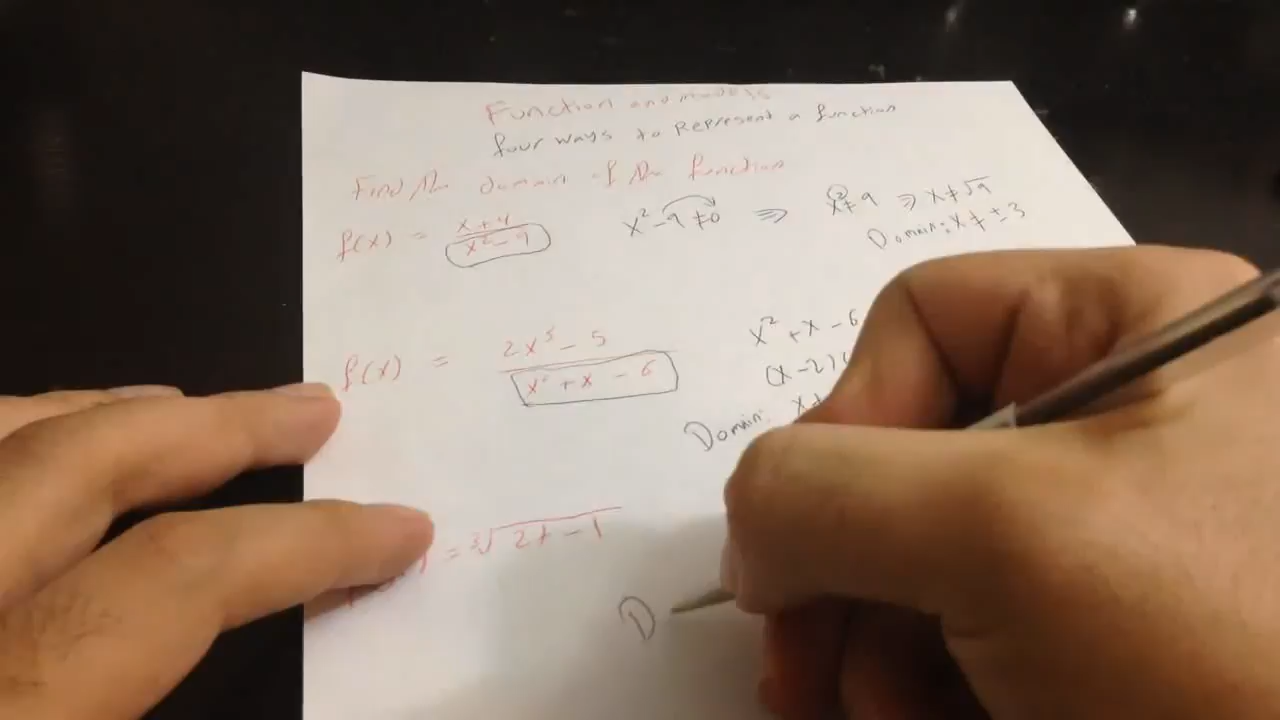 Function and models
four ways to Represent a function
Find the domain of the function
f(x) = x+4 / x²-9
x²-9≠0 ⇒ x²≠9 ⇒ x≠√9
Domain: x≠±3
f(x) = 2x³-5 / x²+x-6
x²+x-6
(x-2)(
Domain: x≠
= ³√2t-1
D